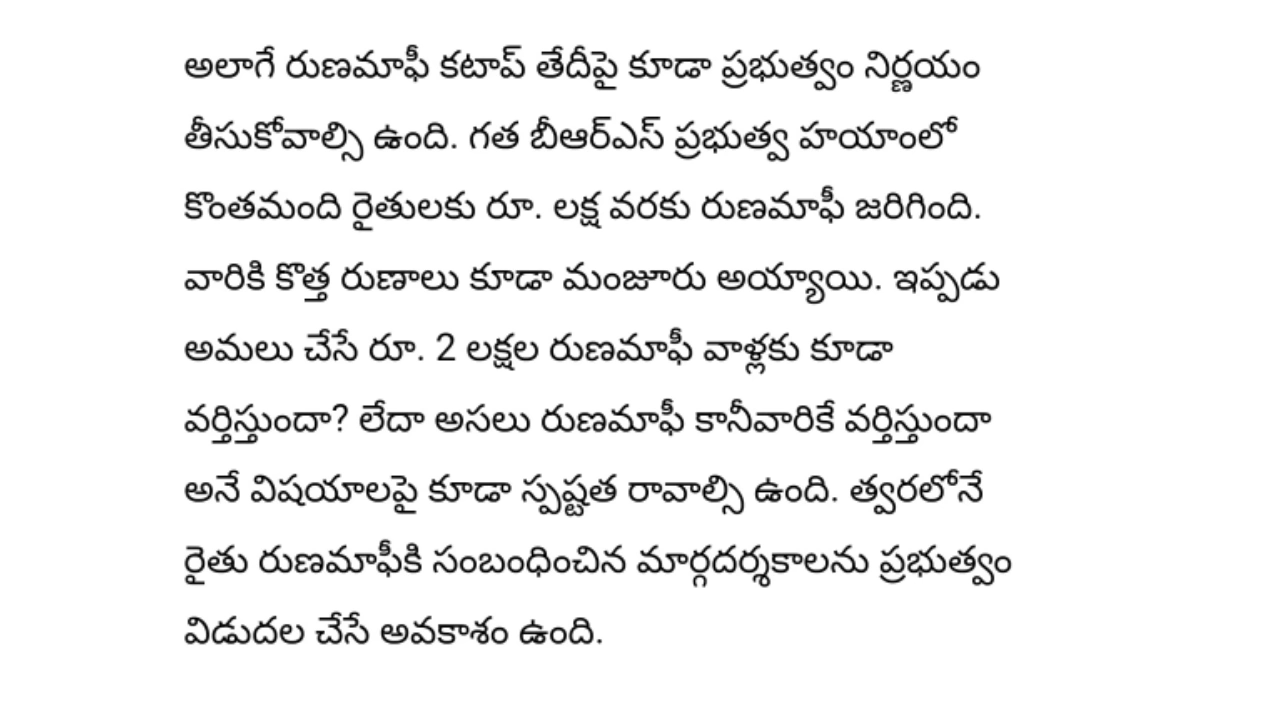 అలాగే రుణమాఫీ కటాప్ తేదీపై కూడా ప్రభుత్వం నిర్ణయం
తీసుకోవాల్సి ఉంది. గత బీఆర్ఎస్ ప్రభుత్వ హయాంలో
కొంతమంది రైతులకు రూ. లక్ష వరకు రుణమాఫీ జరిగింది.
వారికి కొత్త రుణాలు కూడా మంజూరు అయ్యాయి. ఇప్పడు
అమలు చేసే రూ. 2 లక్షల రుణమాఫీ వాళ్లకు కూడా
వర్తిస్తుందా? లేదా అసలు రుణమాఫీ కానీవారికే వర్తిస్తుందా
అనే విషయాలపై కూడా స్పష్టత రావాల్సి ఉంది. త్వరలోనే
రైతు రుణమాఫీకి సంబంధించిన మార్గదర్శకాలను ప్రభుత్వం
విడుదల చేసే అవకాశం ఉంది.